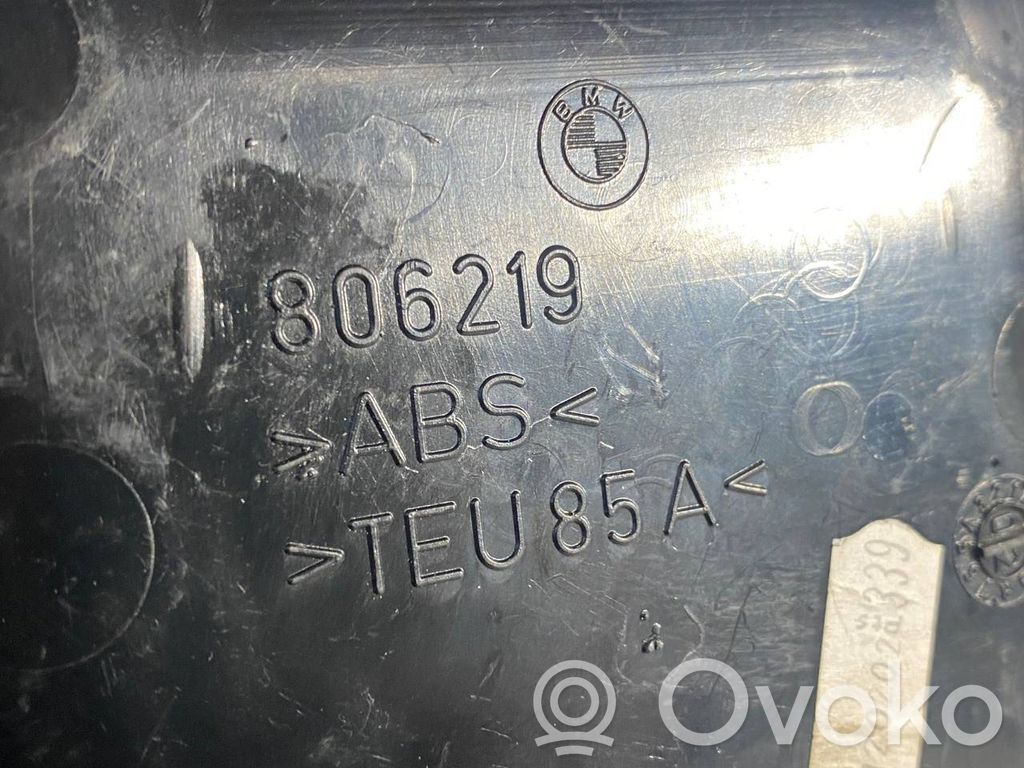 BMW
806219
>ABS<
>TEU85A<
Ovoko